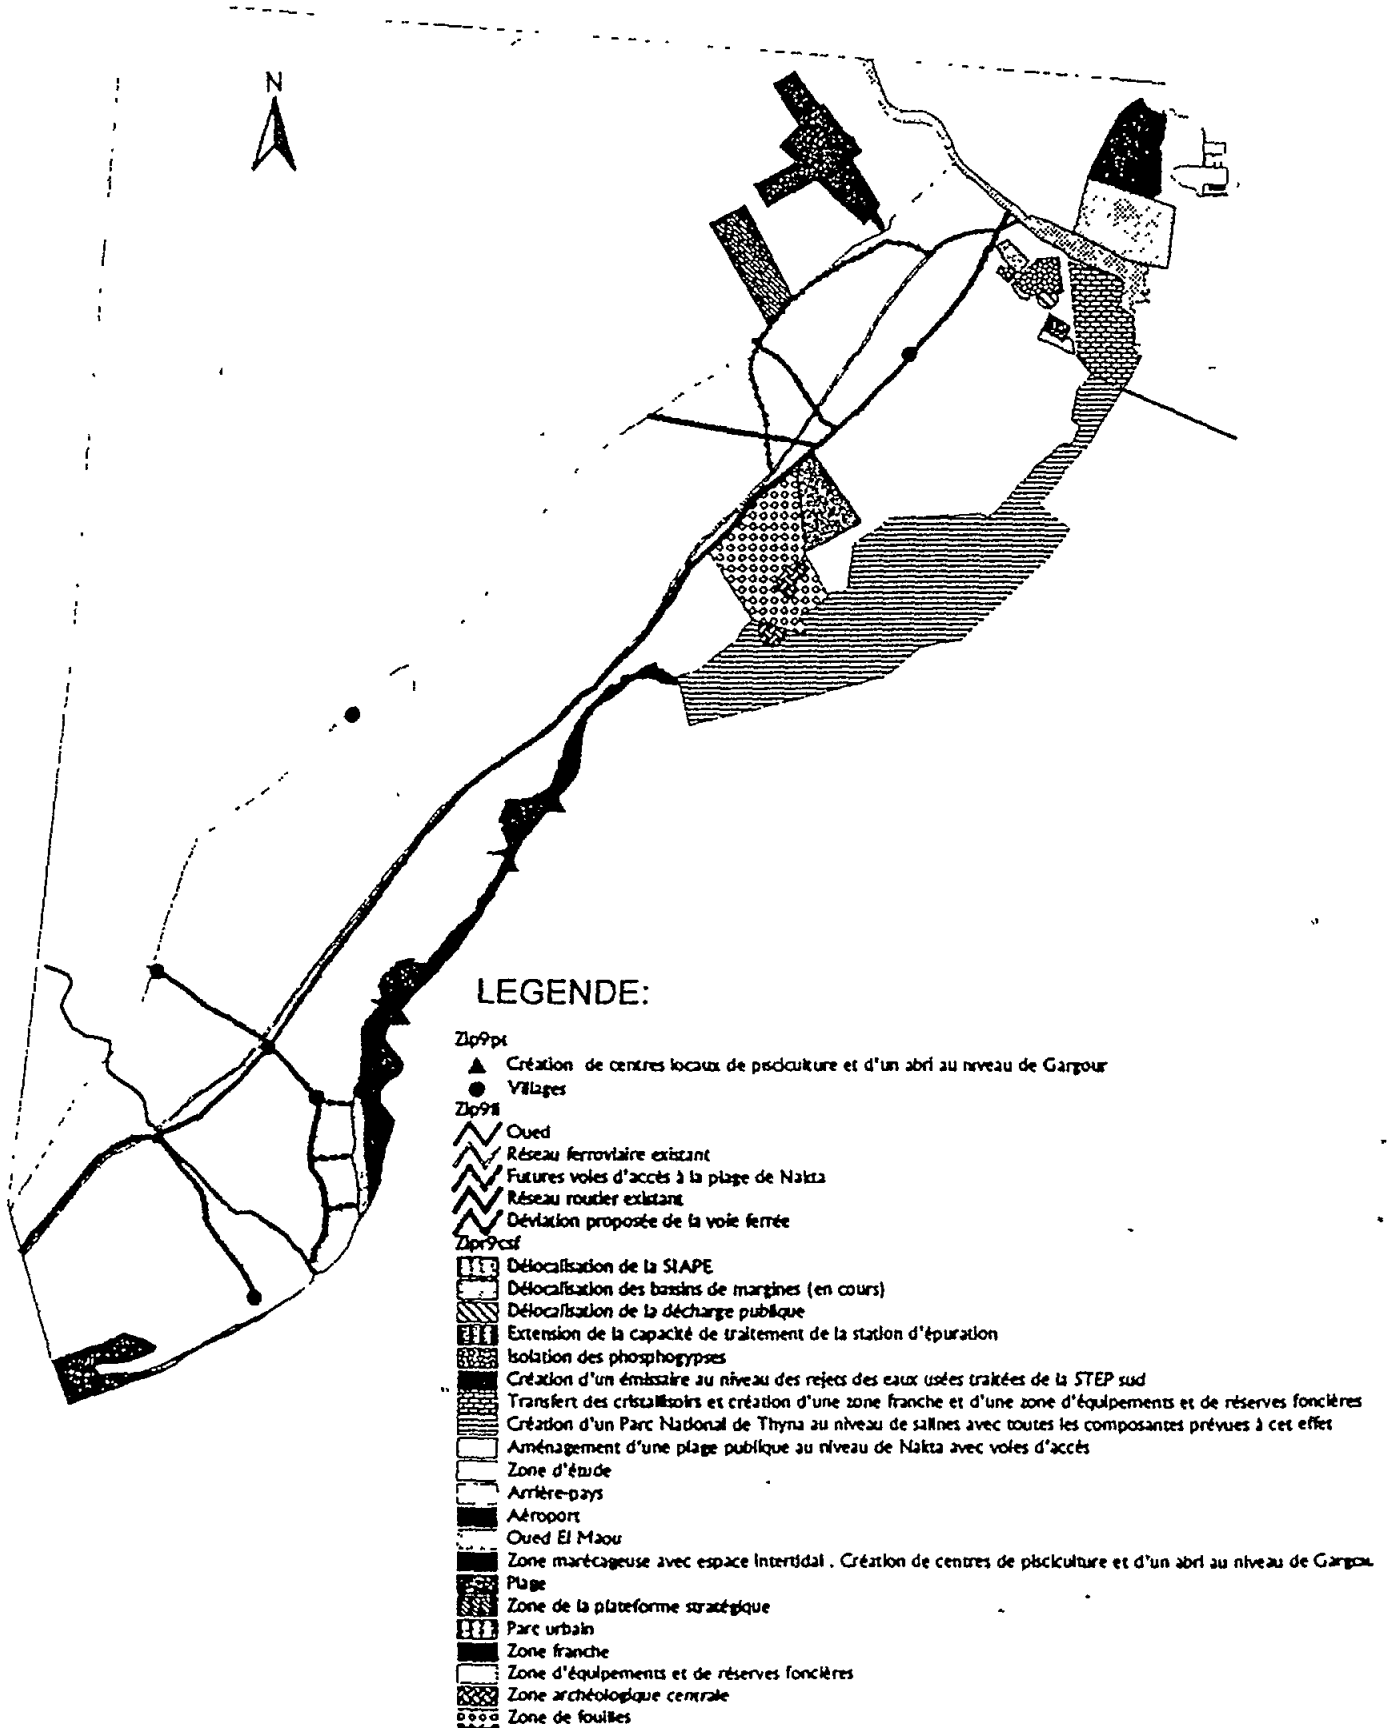 N
LEGENDE:
Zip9pt
Création de centres locaux de pisciculture et d'un abri au niveau de Gargour
Villages
Zip9li
Oued
Réseau ferroviaire existant
Futures voies d'accès à la plage de Nakta
Réseau routier existant
Déviation proposée de la voie ferrée
Zipr9csf
Délocalisation de la SIAPE
Délocalisation des bassins de margines (en cours)
Délocalisation de la décharge publique
Extension de la capacité de traitement de la station d'épuration
Isolation des phosphogypses
Création d'un émissaire au niveau des rejets des eaux usées traitées de la STEP sud
Transfert des cristallisoirs et création d'une zone franche et d'une zone d'équipements et de réserves foncières
Création d'un Parc National de Thyna au niveau de salines avec toutes les composantes prévues à cet effet
Aménagement d'une plage publique au niveau de Nakta avec voies d'accès
Zone d'étude
Arrière-pays
Aéroport
Oued El Maou
Zone marécageuse avec espace intertidal . Création de centres de pisciculture et d'un abri au niveau de Gargou
Plage
Zone de la plateforme stratégique
Parc urbain
Zone franche
Zone d'équipements et de réserves foncières
Zone archéologique centrale
Zone de fouilles